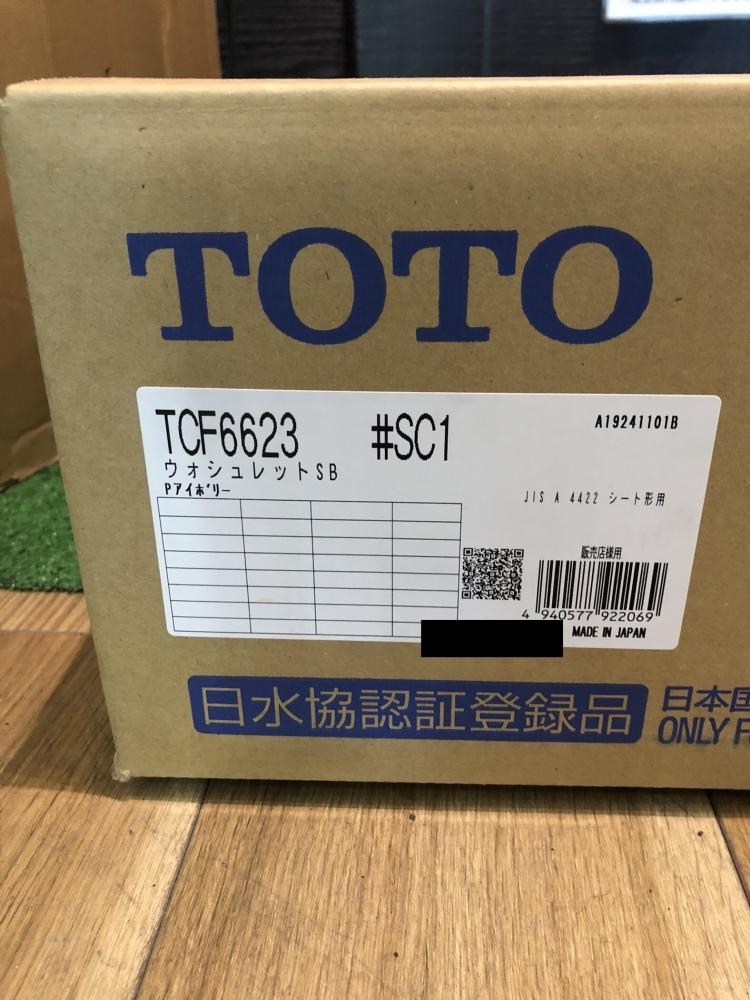 TOTO
TCF6623 #SC1
A19241101B
ウォシュレットSB
Pアイボリー
JIS A 4422 シート形用
販売店様用
4 940577 922069
MADE IN JAPAN
日水協認証登録品
日本国
ONLY F